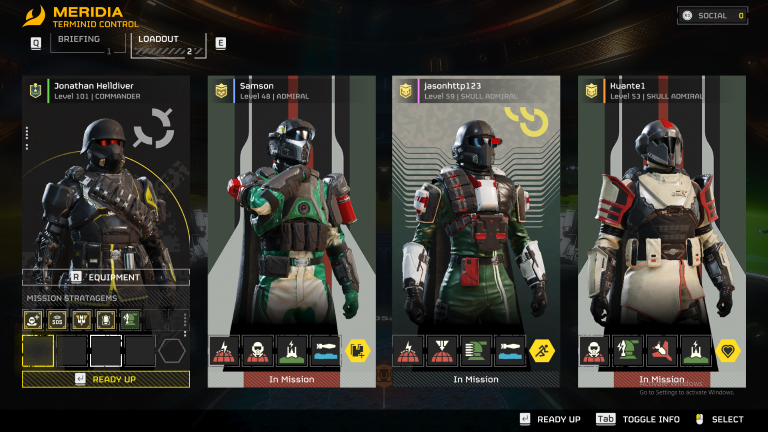 MERIDIA
TERMINID CONTROL
SOCIAL 0
Q BRIEFING 1 LOADOUT 2 E
Jonathan Helldiver
Level 101 | COMMANDER
Samson
Level 48 | ADMIRAL
Jasonhttp123
Level 59 | SKULL ADMIRAL
Kuante1
Level 53 | SKULL ADMIRAL
R EQUIPMENT
MISSION STRATAGEMS
SOS
READY UP
In Mission
In Mission
In Mission
Go to Settings to activate Windows.
READY UP Tab TOGGLE INFO SELECT